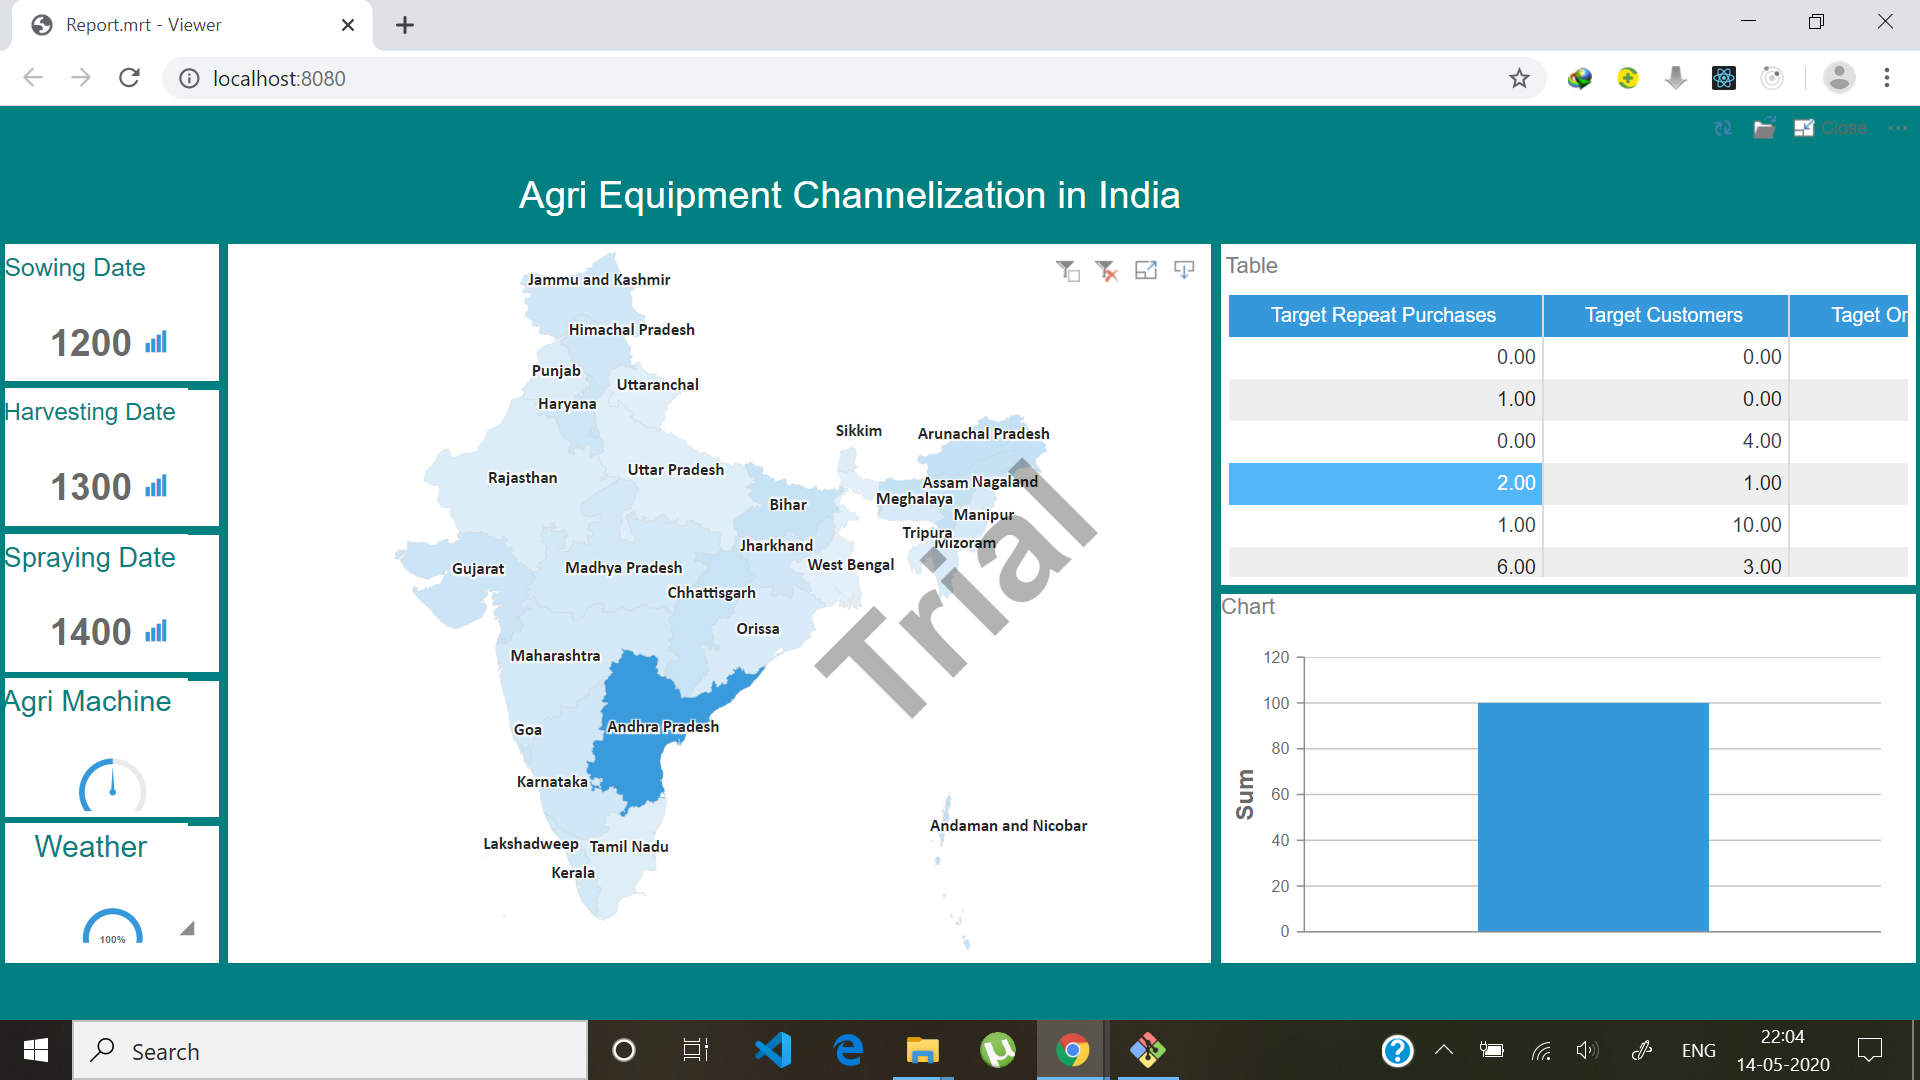 Report.mrt - Viewer
localhost:8080
Close
Agri Equipment Channelization in India
Sowing Date
1200
Harvesting Date
1300
Spraying Date
1400
Agri Machine
Weather
100%
Jammu and Kashmir
Himachal Pradesh
Punjab
Uttaranchal
Haryana
Sikkim
Arunachal Pradesh
Rajasthan
Uttar Pradesh
Assam
Nagaland
Meghalaya
Bihar
Manipur
Tripura
Mizoram
Jharkhand
West Bengal
Gujarat
Madhya Pradesh
Chhattisgarh
Orissa
Maharashtra
Andhra Pradesh
Goa
Karnataka
Andaman and Nicobar
Lakshadweep
Tamil Nadu
Kerala
Trial
Table
Target Repeat Purchases Target Customers Taget Or
0.00 0.00
1.00 0.00
0.00 4.00
2.00 1.00
1.00 10.00
6.00 3.00
Chart
120
100
80
60
40
20
0
Sum
Search
ENG
22:04
14-05-2020